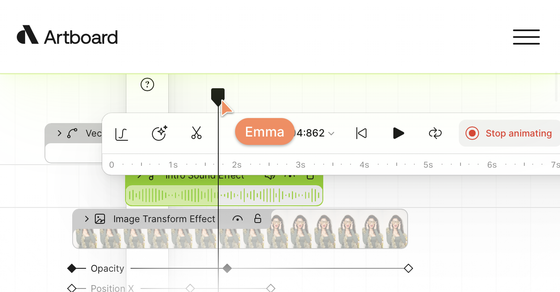 Artboard
Emma
4:862
Stop animating
Vec
0 1s 2s 3s 4s 5s 6s 7s
Intro Sound Effect
Image Transform Effect
Opacity
Position X